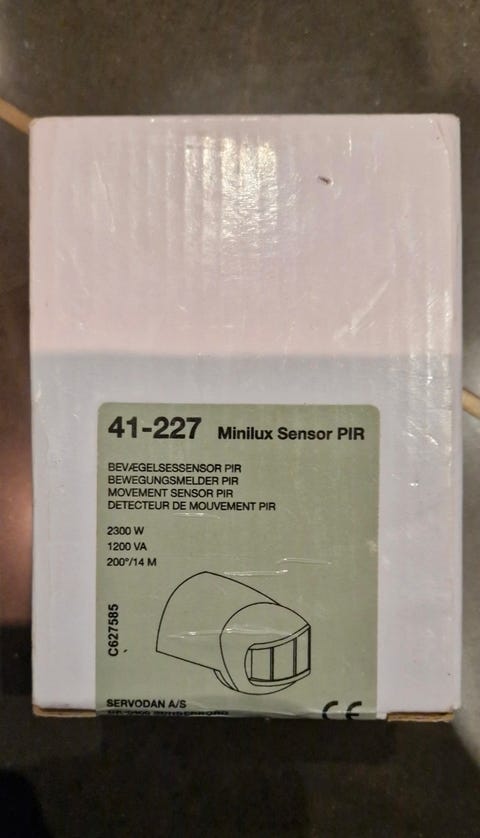 41-227 Minilux Sensor PIR
BEVÆGELSESSENSOR PIR
BEWEGUNGSMELDER PIR
MOVEMENT SENSOR PIR
DETECTEUR DE MOUVEMENT PIR
2300 W
1200 VA
200°/14 M
C627585
SERVODAN A/S
CE